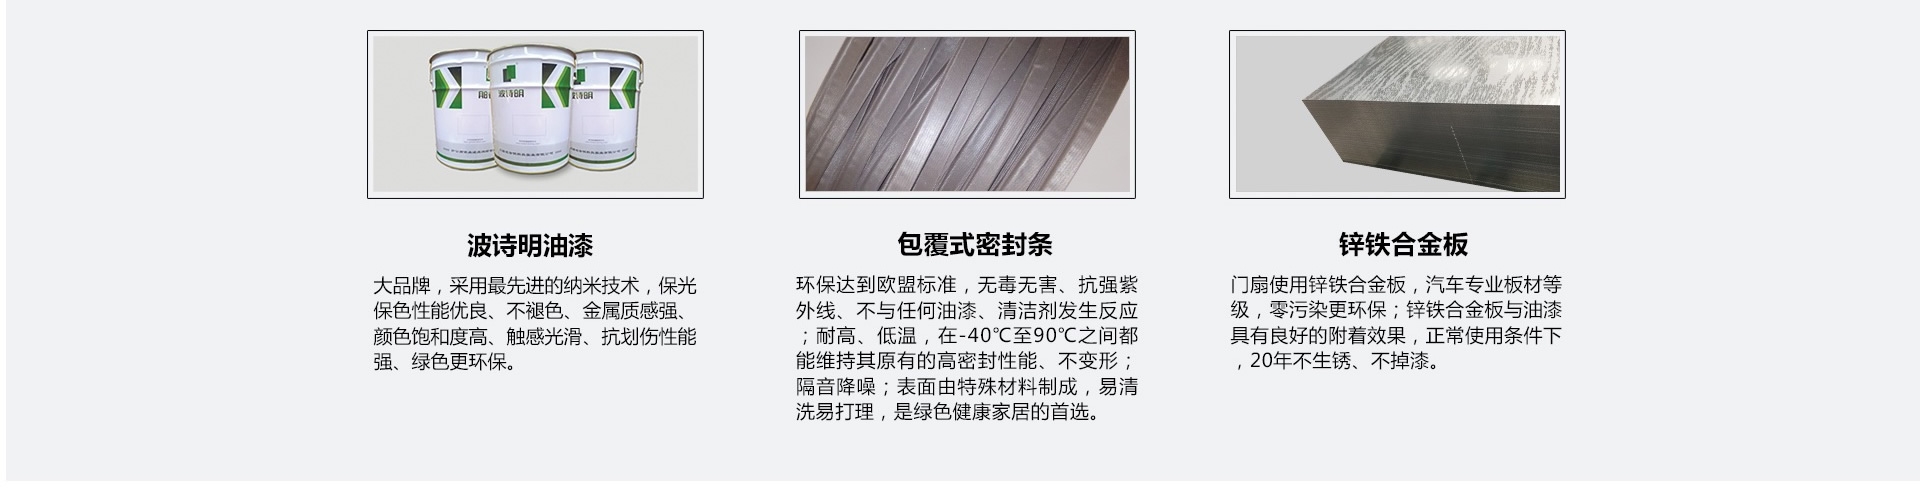 波诗明
波诗明油漆
大品牌，采用最先进的纳米技术，保光
保色性能优良、不褪色、金属质感强、
颜色饱和度高、触感光滑、抗划伤性能
强、绿色更环保。
包覆式密封条
环保达到欧盟标准，无毒无害、抗强紫
外线、不与任何油漆、清洁剂发生反应
；耐高、低温，在-40℃至90℃之间都
能维持其原有的高密封性能、不变形；
隔音降噪；表面由特殊材料制成，易清
洗易打理，是绿色健康家居的首选。
锌铁合金板
门扇使用锌铁合金板，汽车专业板材等
级，零污染更环保；锌铁合金板与油漆
具有良好的附着效果，正常使用条件下
，20年不生锈、不掉漆。